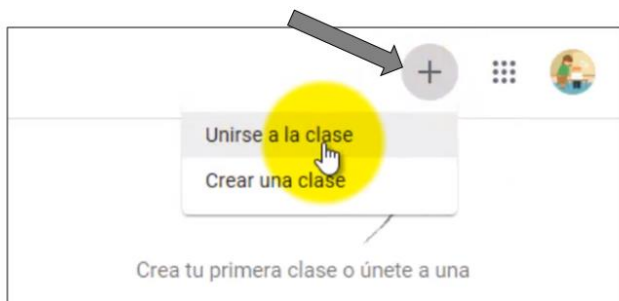 Unirse a la clase
Crear una clase
Crea tu primera clase o únete a una